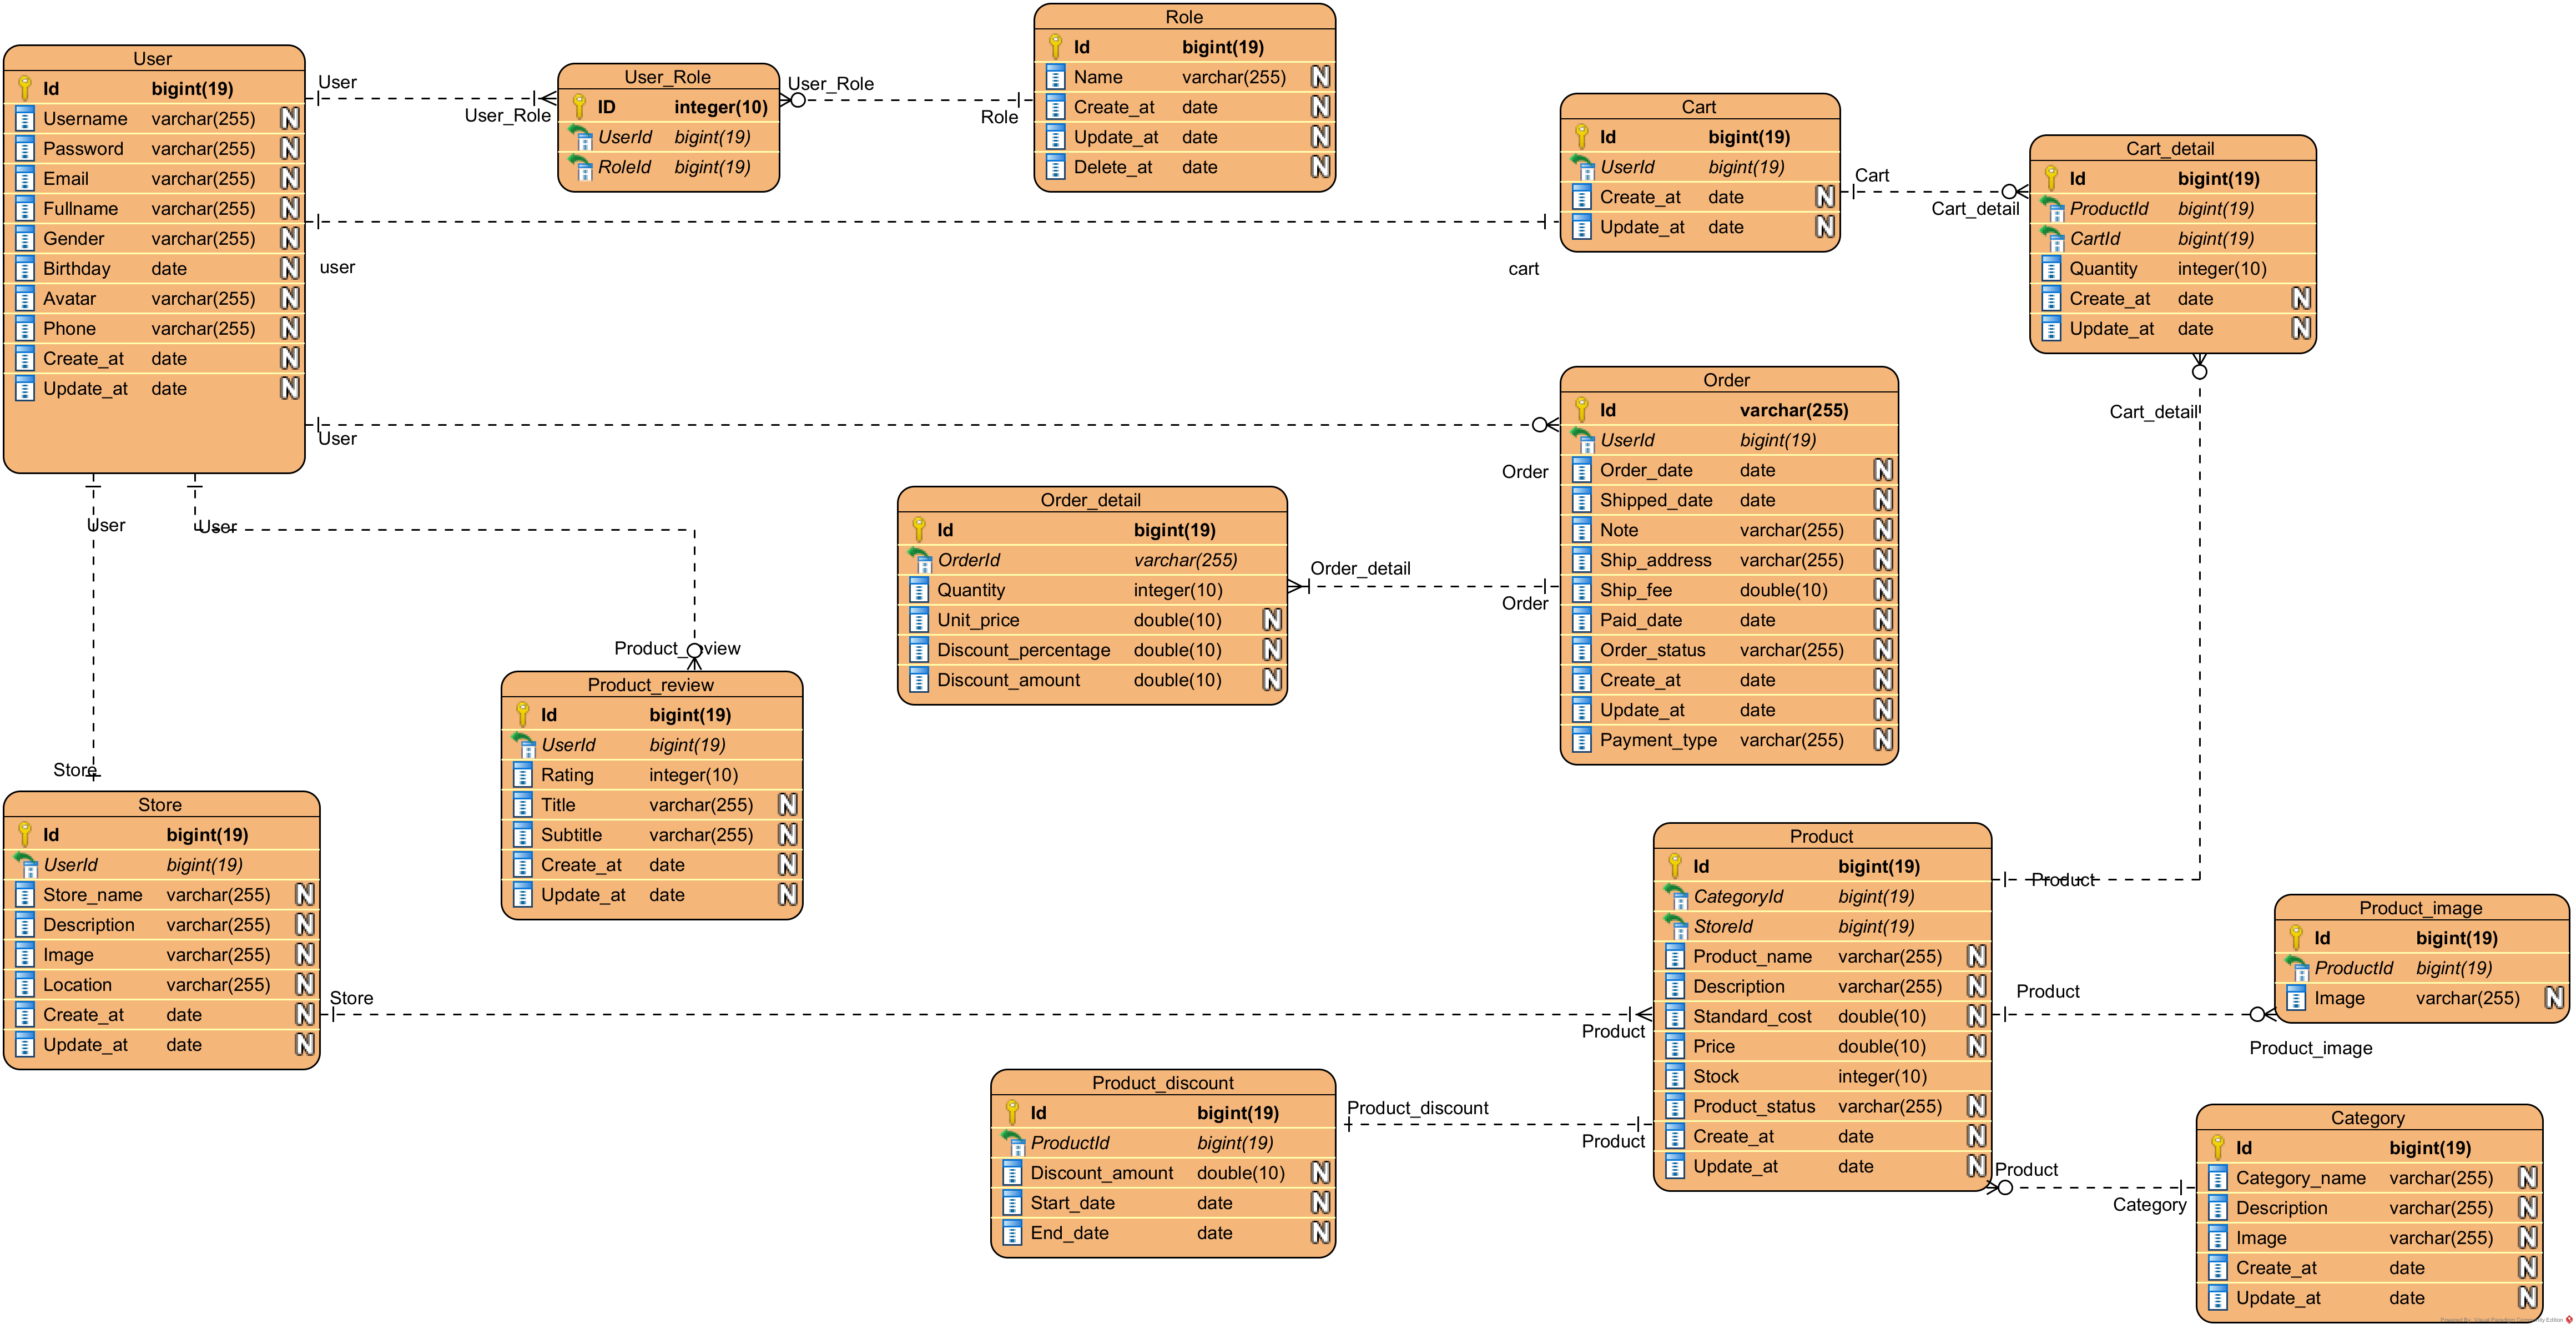 User
Id bigint(19)
Username varchar(255) N
Password varchar(255) N
Email varchar(255) N
Fullname varchar(255) N
Gender varchar(255) N
Birthday date N
Avatar varchar(255) N
Phone varchar(255) N
Create_at date N
Update_at date N
User
User_Role
User_Role
ID integer(10)
UserId bigint(19)
RoleId bigint(19)
User_Role
Role
Role
Id bigint(19)
Name varchar(255) N
Create_at date N
Update_at date N
Delete_at date N
user
cart
Cart
Id bigint(19)
UserId bigint(19)
Create_at date N
Update_at date N
Cart
Cart_detail
Cart_detail
Id bigint(19)
ProductId bigint(19)
CartId bigint(19)
Quantity integer(10)
Create_at date N
Update_at date N
Cart_detail
Product
User
Order
Order
Id varchar(255)
UserId bigint(19)
Order_date date N
Shipped_date date N
Note varchar(255) N
Ship_address varchar(255) N
Ship_fee double(10) N
Paid_date date N
Order_status varchar(255) N
Create_at date N
Update_at date N
Payment_type varchar(255) N
Order_detail
Order
Order_detail
Id bigint(19)
OrderId varchar(255)
Quantity integer(10)
Unit_price double(10) N
Discount_percentage double(10) N
Discount_amount double(10) N
User
Store
User
Product_review
Product_review
Id bigint(19)
UserId bigint(19)
Rating integer(10)
Title varchar(255) N
Subtitle varchar(255) N
Create_at date N
Update_at date N
Store
Id bigint(19)
UserId bigint(19)
Store_name varchar(255) N
Description varchar(255) N
Image varchar(255) N
Location varchar(255) N
Create_at date N
Update_at date N
Store
Product
Product
Id bigint(19)
CategoryId bigint(19)
StoreId bigint(19)
Product_name varchar(255) N
Description varchar(255) N
Standard_cost double(10) N
Price double(10) N
Stock integer(10)
Product_status varchar(255) N
Create_at date N
Update_at date N
Product
Product_image
Product_image
Id bigint(19)
ProductId bigint(19)
Image varchar(255) N
Product_discount
Product
Product_discount
Id bigint(19)
ProductId bigint(19)
Discount_amount double(10) N
Start_date date N
End_date date N
Product
Category
Category
Id bigint(19)
Category_name varchar(255) N
Description varchar(255) N
Image varchar(255) N
Create_at date N
Update_at date N
Powered By: Visual Paradigm Community Edition